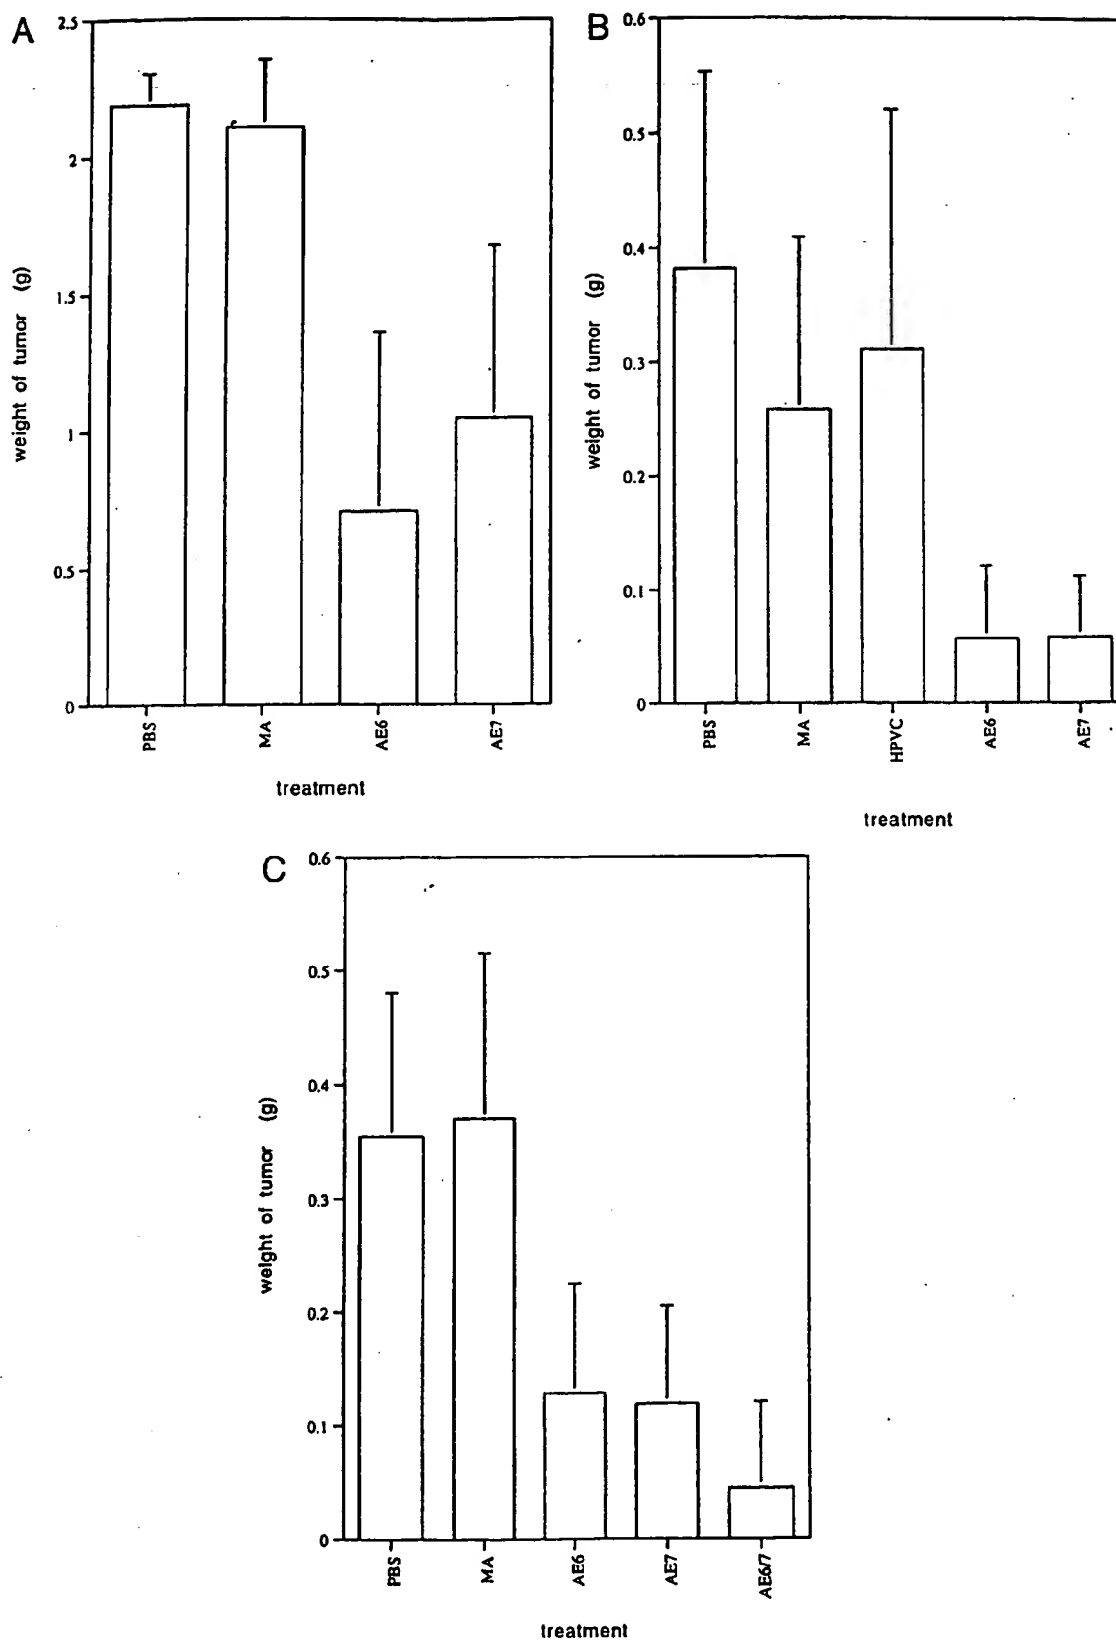 A
2.5
2
1.5
1
0.5
0
weight of tumor (g)
PBS
MA
AE6
AE7
treatment
B
0.6
0.5
0.4
0.3
0.2
0.1
0
weight of tumor (g)
PBS
MA
HPVC
AE6
AE7
treatment
C
0.6
0.5
0.4
0.3
0.2
0.1
0
weight of tumor (g)
PBS
MA
AE6
AE7
AE6/7
treatment